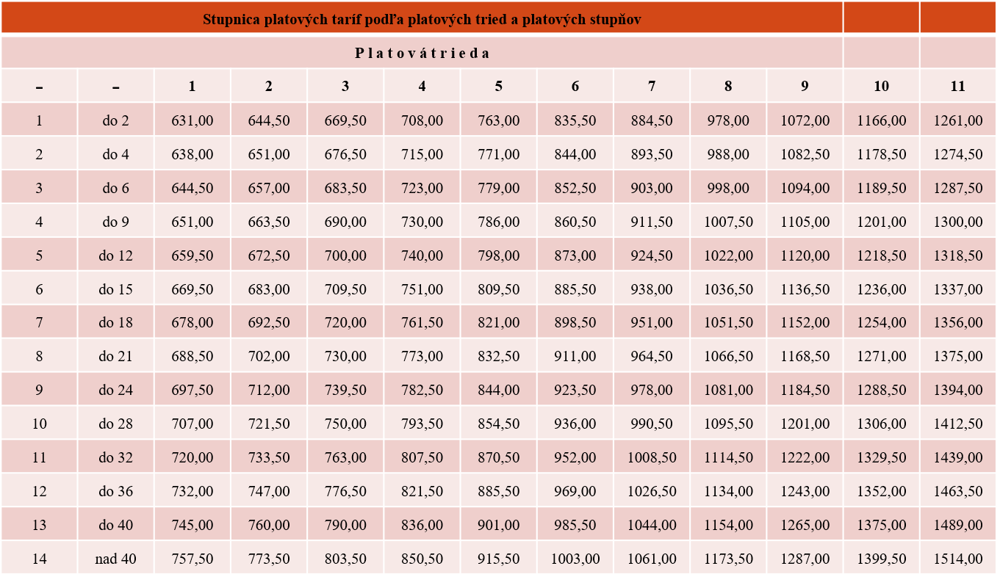 Stupnica platových taríf podľa platových tried a platových stupňov
P l a t o v á t r i e d a
– – 1 2 3 4 5 6 7 8 9 10 11
1 do 2 631,00 644,50 669,50 708,00 763,00 835,50 884,50 978,00 1072,00 1166,00 1261,00
2 do 4 638,00 651,00 676,50 715,00 771,00 844,00 893,50 988,00 1082,50 1178,50 1274,50
3 do 6 644,50 657,00 683,50 723,00 779,00 852,50 903,00 998,00 1094,00 1189,50 1287,50
4 do 9 651,00 663,50 690,00 730,00 786,00 860,50 911,50 1007,50 1105,00 1201,00 1300,00
5 do 12 659,50 672,50 700,00 740,00 798,00 873,00 924,50 1022,00 1120,00 1218,50 1318,50
6 do 15 669,50 683,00 709,50 751,00 809,50 885,50 938,00 1036,50 1136,50 1236,00 1337,00
7 do 18 678,00 692,50 720,00 761,50 821,00 898,50 951,00 1051,50 1152,00 1254,00 1356,00
8 do 21 688,50 702,00 730,00 773,00 832,50 911,00 964,50 1066,50 1168,50 1271,00 1375,00
9 do 24 697,50 712,00 739,50 782,50 844,00 923,50 978,00 1081,00 1184,50 1288,50 1394,00
10 do 28 707,00 721,50 750,00 793,50 854,50 936,00 990,50 1095,50 1201,00 1306,00 1412,50
11 do 32 720,00 733,50 763,00 807,50 870,50 952,00 1008,50 1114,50 1222,00 1329,50 1439,00
12 do 36 732,00 747,00 776,50 821,50 885,50 969,00 1026,50 1134,00 1243,00 1352,00 1463,50
13 do 40 745,00 760,00 790,00 836,00 901,00 985,50 1044,00 1154,00 1265,00 1375,00 1489,00
14 nad 40 757,50 773,50 803,50 850,50 915,50 1003,00 1061,00 1173,50 1287,00 1399,50 1514,00